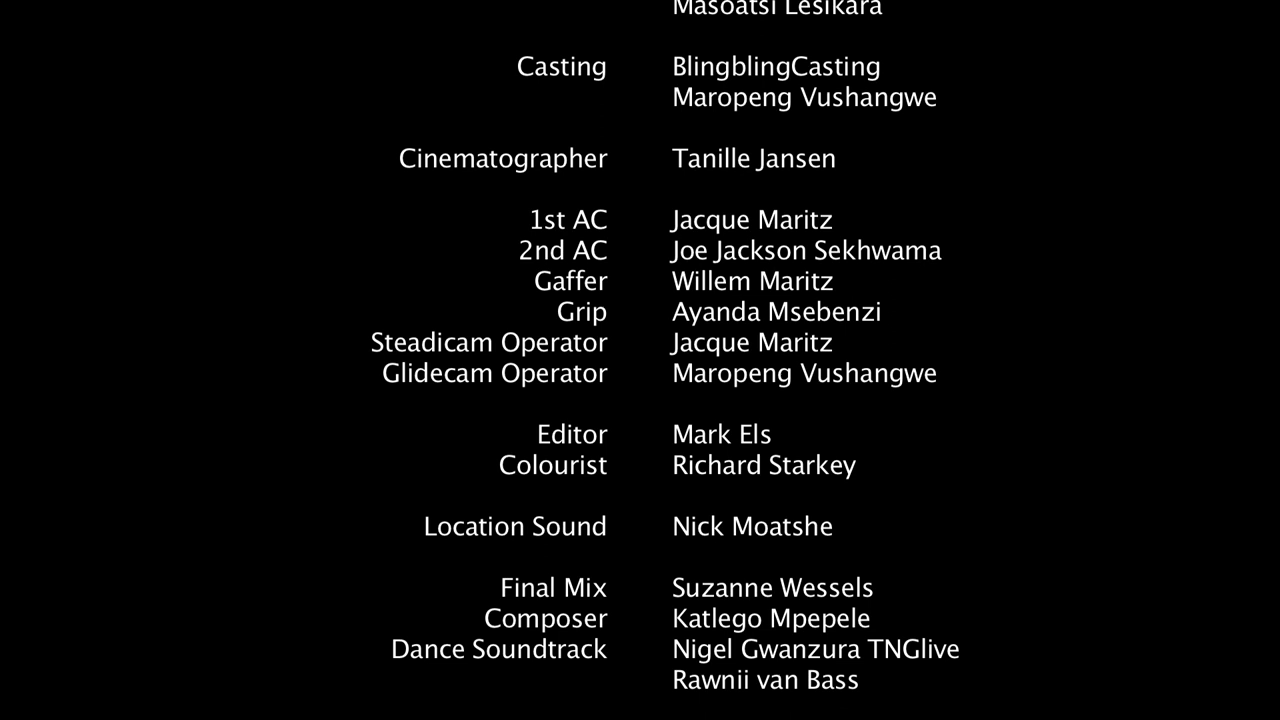 Masoatsi Lesikara
Casting BlingblingCasting
Maropeng Vushangwe
Cinematographer Tanille Jansen
1st AC Jacque Maritz
2nd AC Joe Jackson Sekhwama
Gaffer Willem Maritz
Grip Ayanda Msebenzi
Steadicam Operator Jacque Maritz
Glidecam Operator Maropeng Vushangwe
Editor Mark Els
Colourist Richard Starkey
Location Sound Nick Moatshe
Final Mix Suzanne Wessels
Composer Katlego Mpepele
Dance Soundtrack Nigel Gwanzura TNGlive
Rawnii van Bass